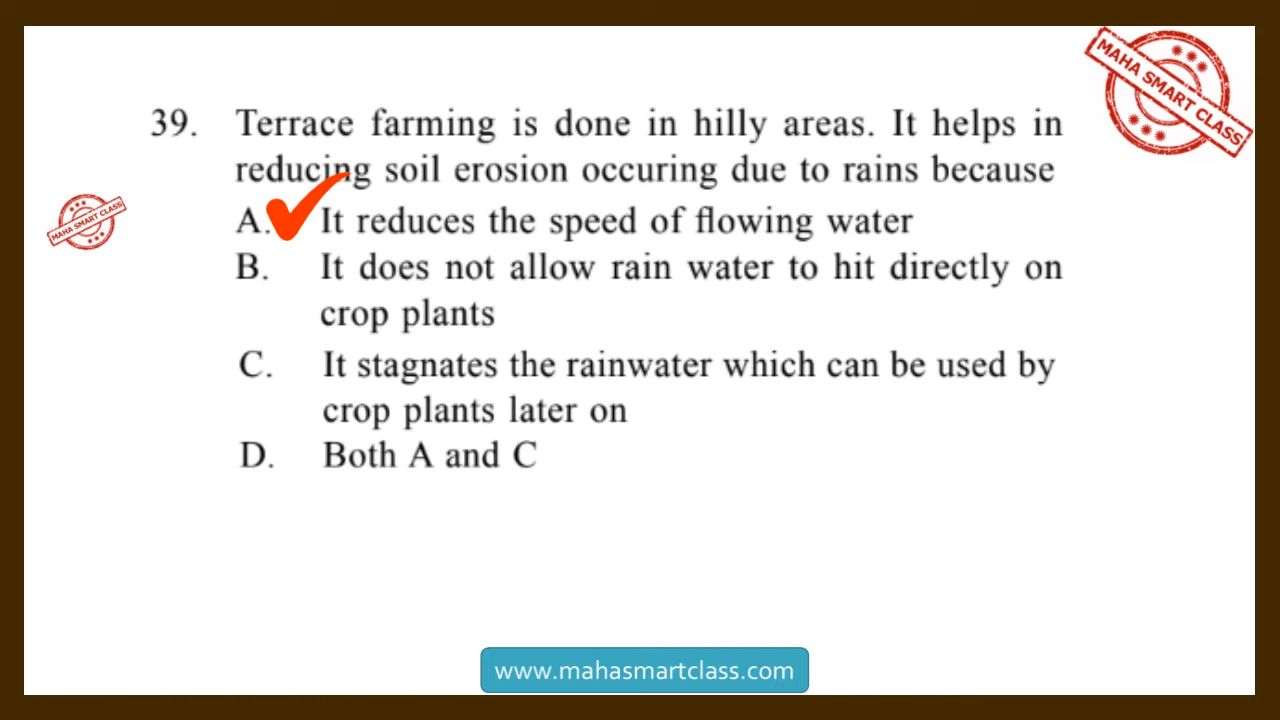 MAHA SMART CLASS
39. Terrace farming is done in hilly areas. It helps in
reducing soil erosion occuring due to rains because
MAHA SMART CLASS
A. It reduces the speed of flowing water
B. It does not allow rain water to hit directly on
crop plants
C. It stagnates the rainwater which can be used by
crop plants later on
D. Both A and C
www.mahasmartclass.com